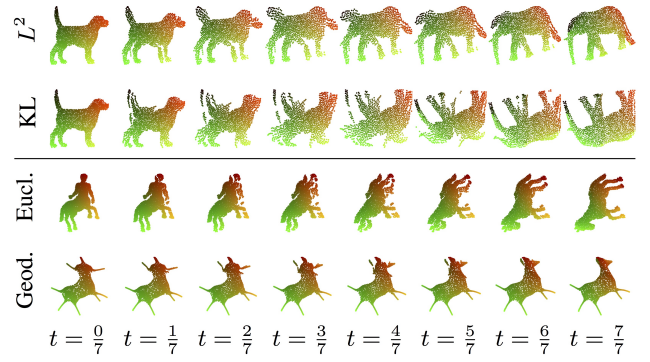 L²
KL
Eucl.
Geod.
t = 0/7 t = 1/7 t = 2/7 t = 3/7 t = 4/7 t = 5/7 t = 6/7 t = 7/7